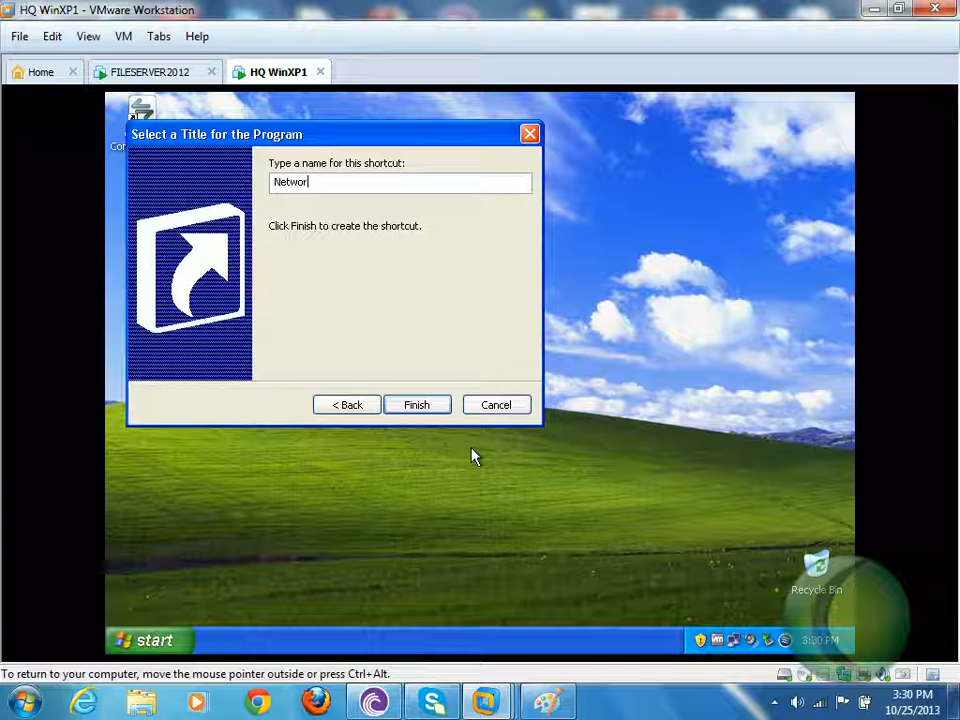 HQ WinXP1 - VMware Workstation
File Edit View VM Tabs Help
Home FILESERVER2012 HQ WinXP1
Select a Title for the Program
Type a name for this shortcut:
Networ
Click Finish to create the shortcut.
< Back Finish Cancel
Recycle Bin
start 3:30 PM
To return to your computer, move the mouse pointer outside or press Ctrl+Alt.
3:30 PM
10/25/2013